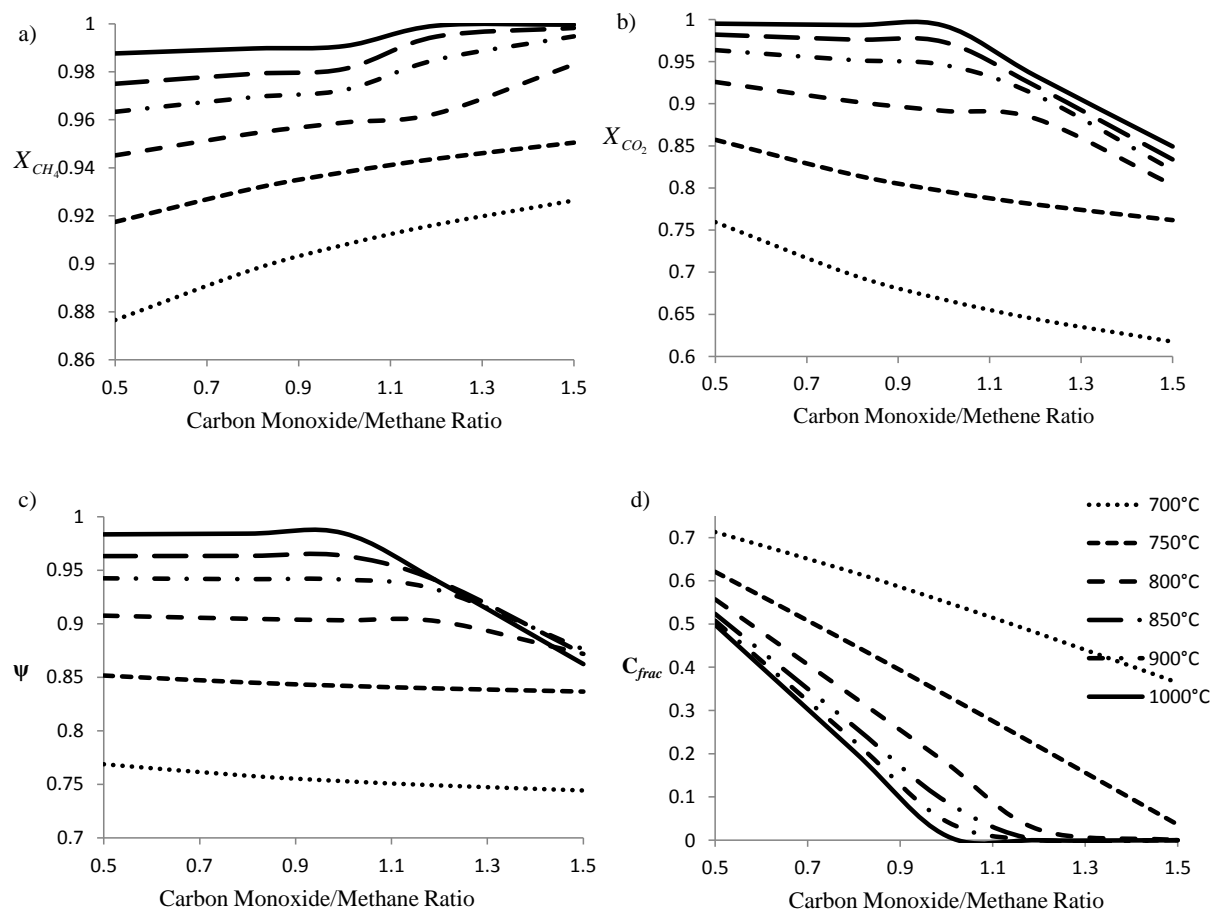 a)
1
0.98
0.96
0.94
0.92
0.9
0.88
0.86
X_{CH_4}
0.5 0.7 0.9 1.1 1.3 1.5
Carbon Monoxide/Methane Ratio
b)
1
0.95
0.9
0.85
0.8
0.75
0.7
0.65
0.6
X_{CO_2}
0.5 0.7 0.9 1.1 1.3 1.5
Carbon Monoxide/Methene Ratio
c)
1
0.95
0.9
0.85
0.8
0.75
0.7
ψ
0.5 0.7 0.9 1.1 1.3 1.5
Carbon Monoxide/Methane Ratio
d)
0.7
0.6
0.5
0.4
0.3
0.2
0.1
0
C_{frac}
0.5 0.7 0.9 1.1 1.3 1.5
Carbon Monoxide/Methane Ratio
700°C
750°C
800°C
850°C
900°C
1000°C